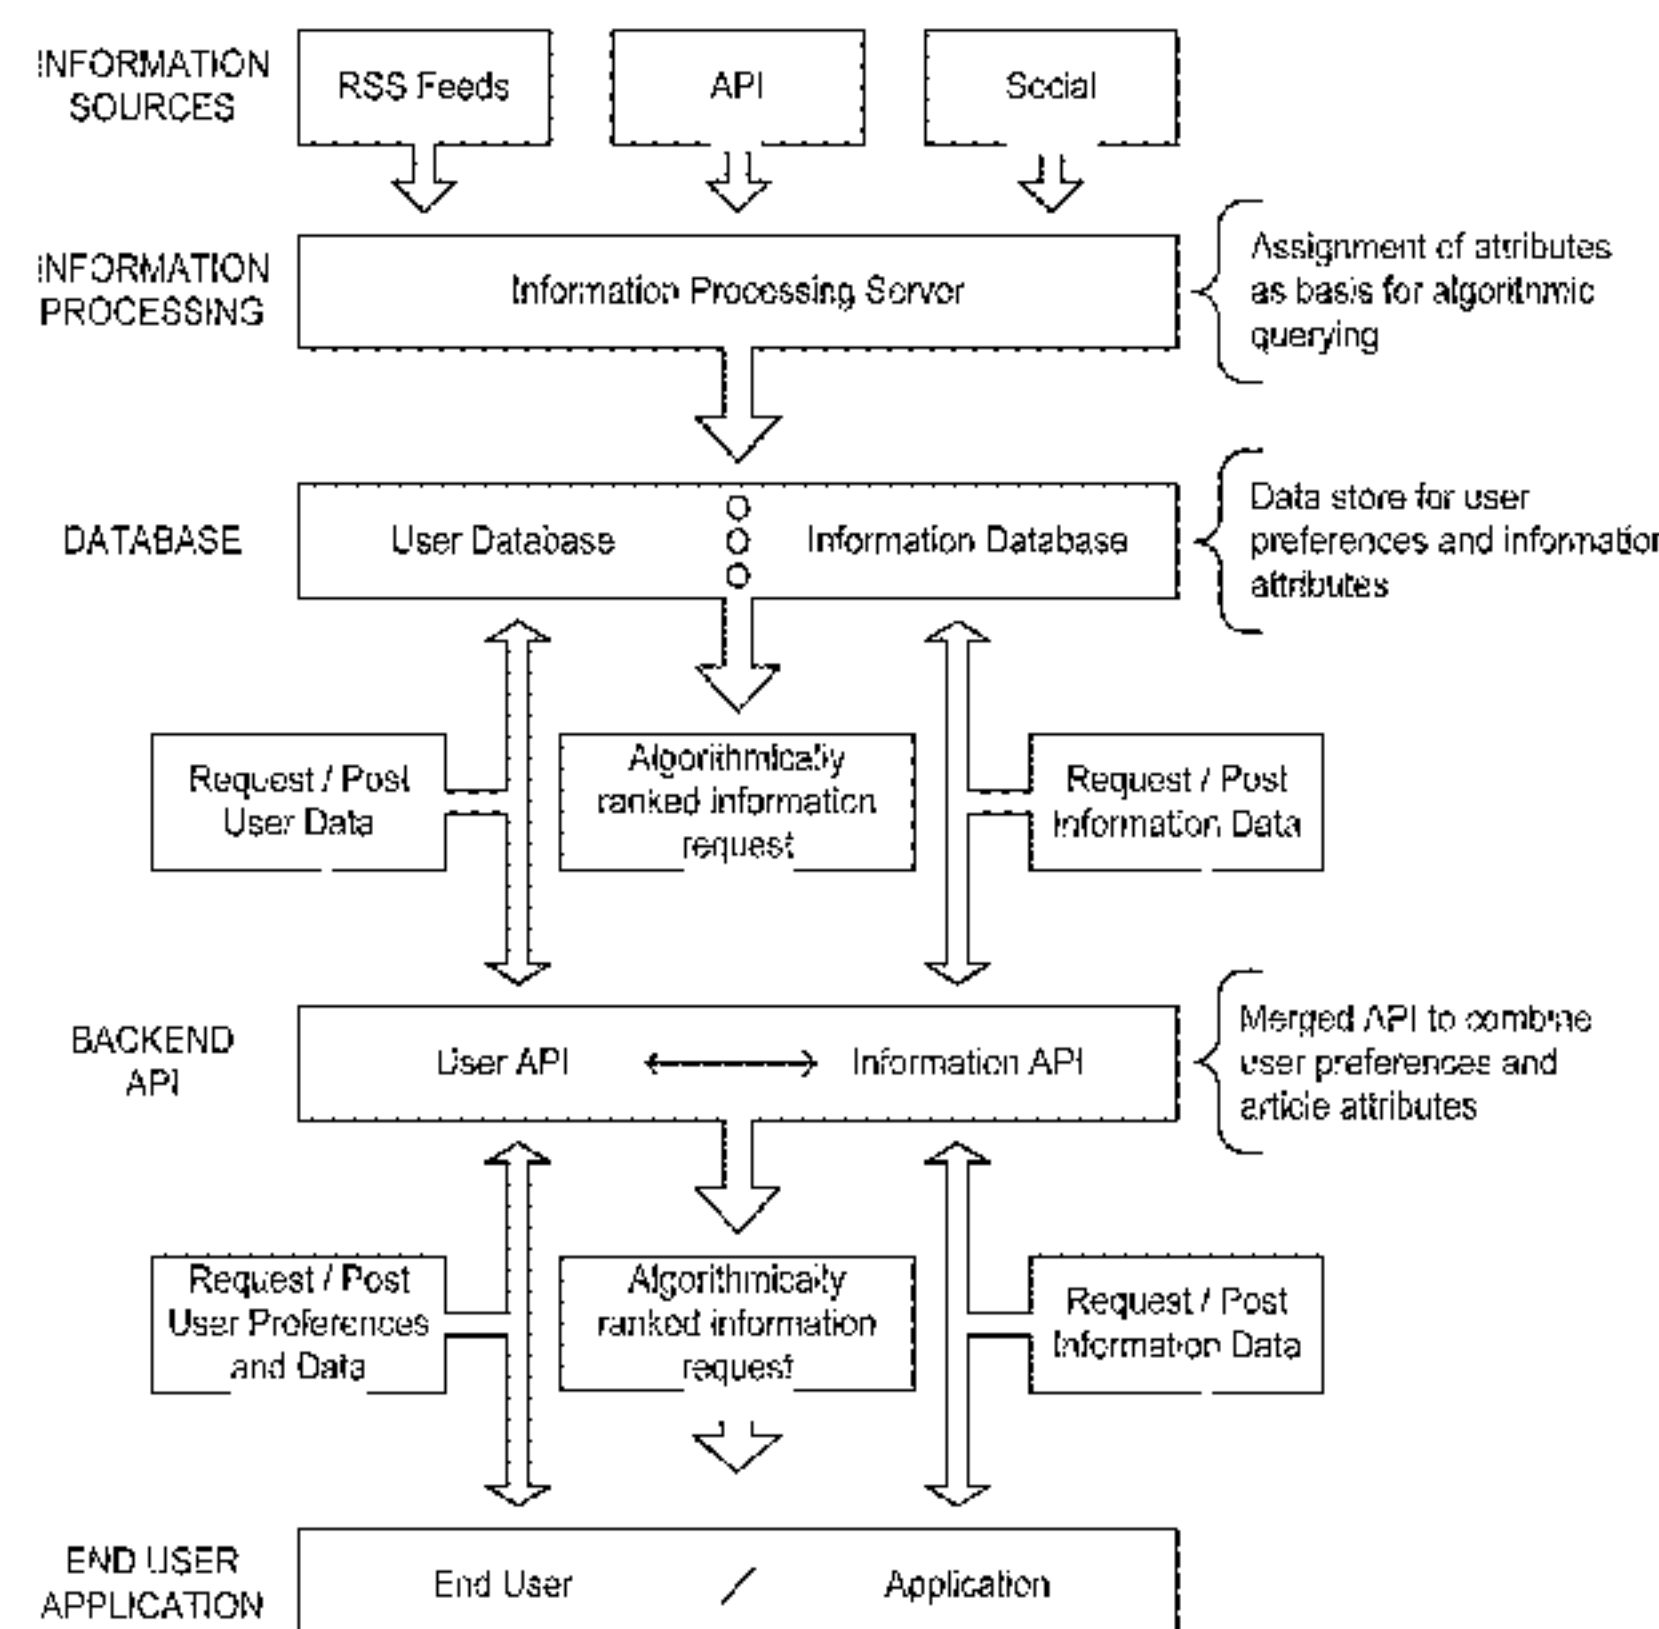 INFORMATION
SOURCES
RSS Feeds
API
Social
INFORMATION
PROCESSING
Information Processing Server
Assignment of attributes
as basis for algorithmic
querying
DATABASE
User Database
Information Database
Data store for user
preferences and information
attributes
Request / Post
User Data
Algorithmically
ranked information
request
Request / Post
Information Data
BACKEND
API
User API
Information API
Merged API to combine
user preferences and
article attributes
Request / Post
User Preferences
and Data
Algorithmically
ranked information
request
Request / Post
Information Data
END USER
APPLICATION
End User / Application